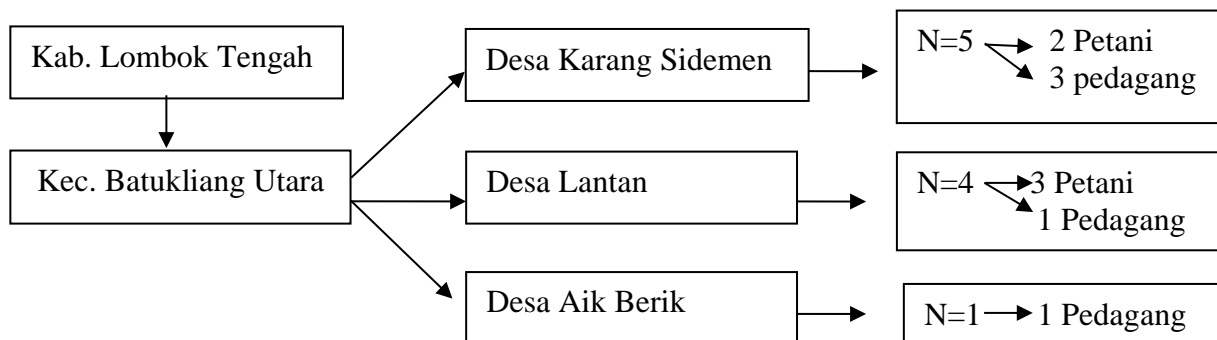 Kab. Lombok Tengah
Kec. Batukliang Utara
Desa Karang Sidemen
N=5 2 Petani
3 pedagang
Desa Lantan
N=4 3 Petani
1 Pedagang
Desa Aik Berik
N=1 1 Pedagang